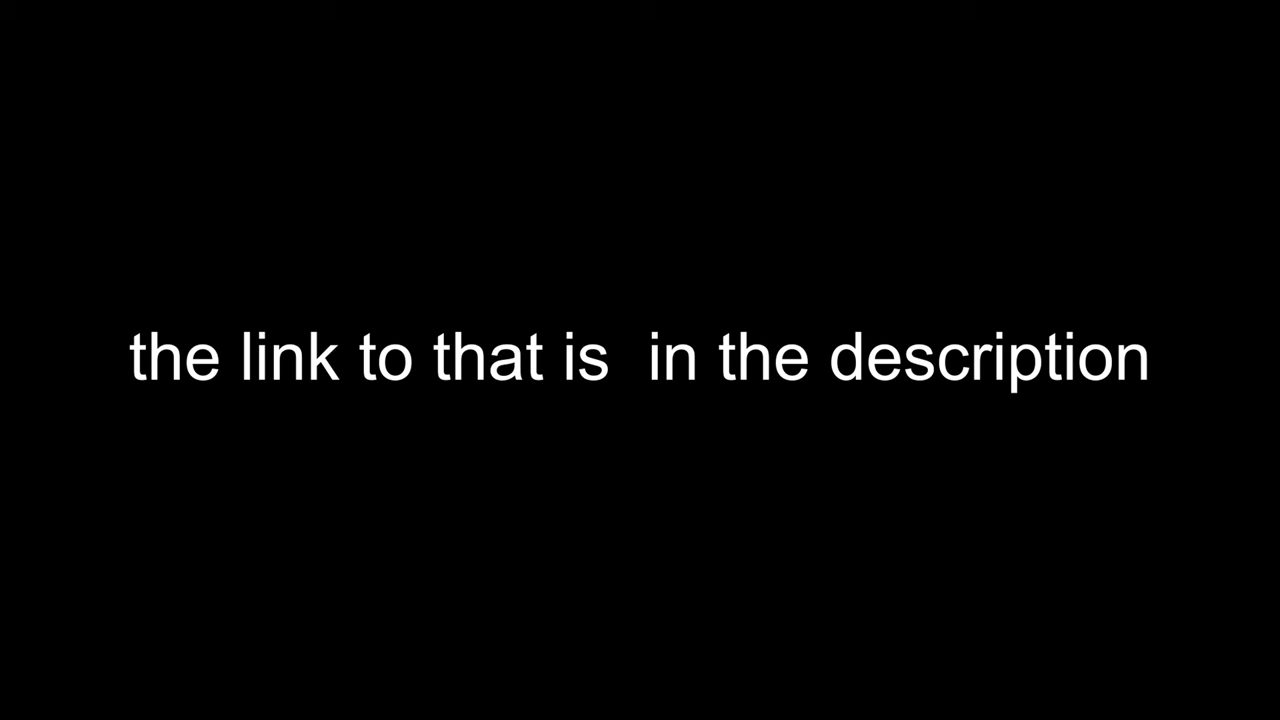 the link to that is  in the description